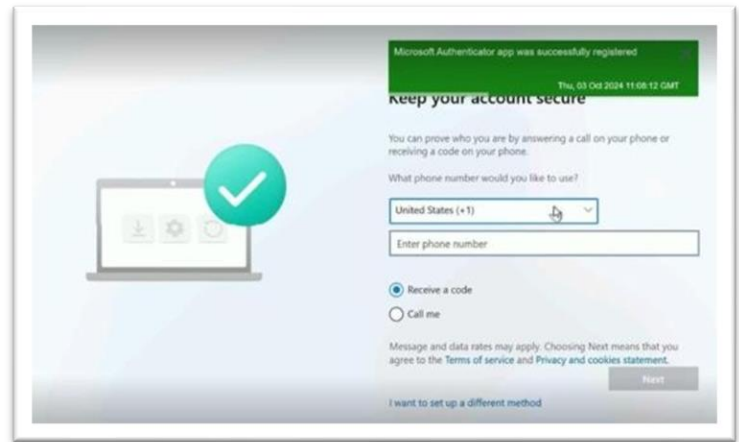 Microsoft Authenticator app was successfully registered
Thu, 03 Oct 2024 11:08:12 GMT
Keep your account secure
You can prove who you are by answering a call on your phone or
receiving a code on your phone.
What phone number would you like to use?
United States (+1)
Enter phone number
Receive a code
Call me
Message and data rates may apply. Choosing Next means that you
agree to the Terms of service and Privacy and cookies statement.
Next
I want to set up a different method